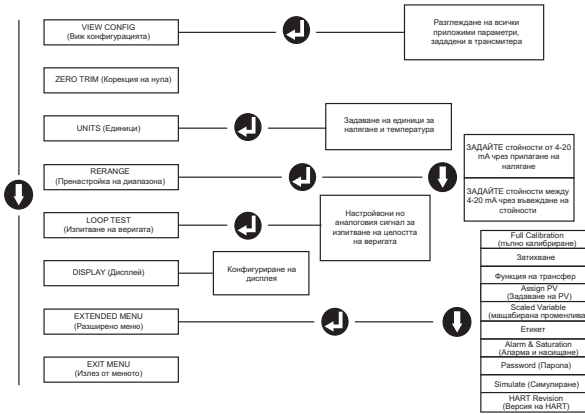 VIEW CONFIG
(Виж конфигурацията)
Разглеждане на всички
приложими параметри,
зададени в трансмитера
ZERO TRIM (Корекция на нула)
UNITS (Единици)
Задаване на единици за
налягане и температура
RERANGE
(Пренастройка на диапазона)
ЗАДАЙТЕ стойности от 4-20
mA чрез прилагане на
налягане
ЗАДАЙТЕ стойности между
4-20 mA чрез въвеждане на
стойности
LOOP TEST
(Изпитване на веригата)
Настройвони но
аналоговия сигнал за
изпитване на целостта
на веригата
DISPLAY (Дисплей)
Конфигуриране на
дисплея
EXTENDED MENU
(Разширено меню)
Full Calibration
(пълно калибриране)
Затихване
Функция на трансфер
Assign PV
(Задаване на PV)
Scaled Variable
(мащабирана променлива)
Етикет
Alarm & Saturation
(Аларма и насищане)
Password (Парола)
Simulate (Симулиране)
HART Revision
(Версия на HART)
EXIT MENU
(Излез от менюто)